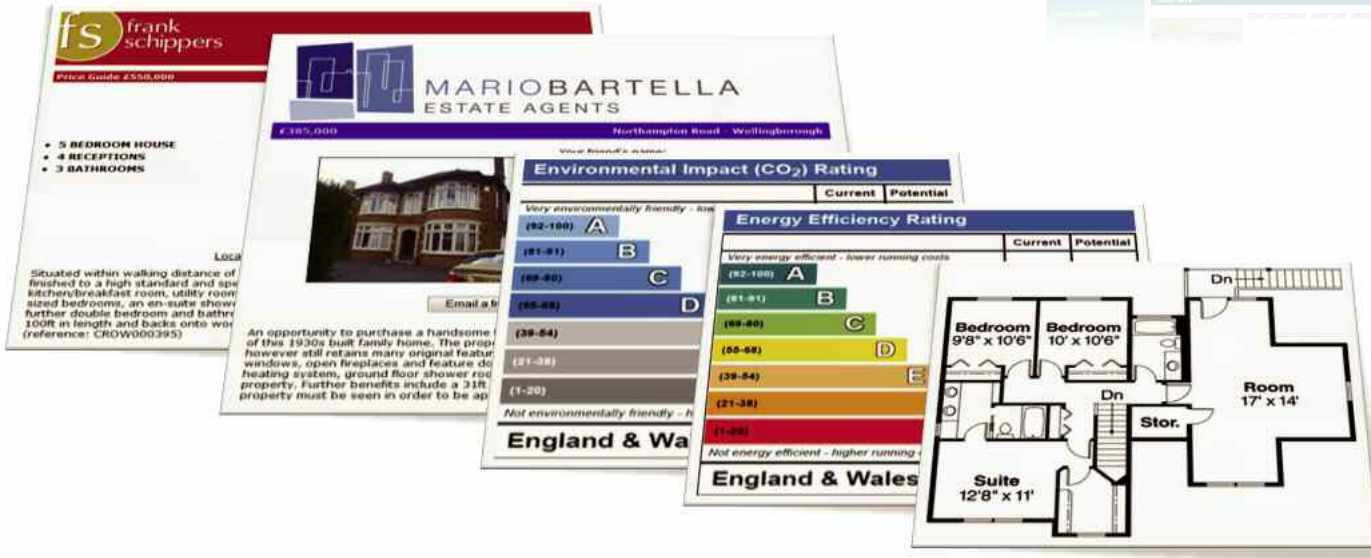 fs
frank
schippers
Price Guide £550,000
• 5 BEDROOM HOUSE
• 4 RECEPTIONS
• 3 BATHROOMS
Loca
Situated within walking distance of
finished to a high standard and spe
kitchen/breakfast room, utility room
sized bedrooms, an en-suite showe
further double bedroom and bathro
100ft in length and backs onto woo
(reference: CROW000395)
MARIOBARTELLA
ESTATE AGENTS
£385,000 Northampton Road - Wellingborough
Your friend's name:
Email a fr
An opportunity to purchase a handsome
of this 1930s built family home. The prope
however still retains many original featur
windows, open fireplaces and feature do
heating system, ground floor shower roo
property. Further benefits include a 31ft
property must be seen in order to be ap
Environmental Impact (CO₂) Rating
Current Potential
Very environmentally friendly - low
(92-100) A
(81-91) B
(69-80) C
(55-68) D
(39-54)
(21-38)
(1-20)
Not environmentally friendly - h
England & Wa
Energy Efficiency Rating
Current Potential
Very energy efficient - lower running costs
(92-100) A
(81-91) B
(69-80) C
(55-68) D
(39-54) E
(21-38)
(1-20)
Not energy efficient - higher running
England & Wales
Dn
Bedroom
9'8" x 10'6"
Bedroom
10' x 10'6"
Room
17' x 14'
Dn
Stor.
Suite
12'8" x 11'